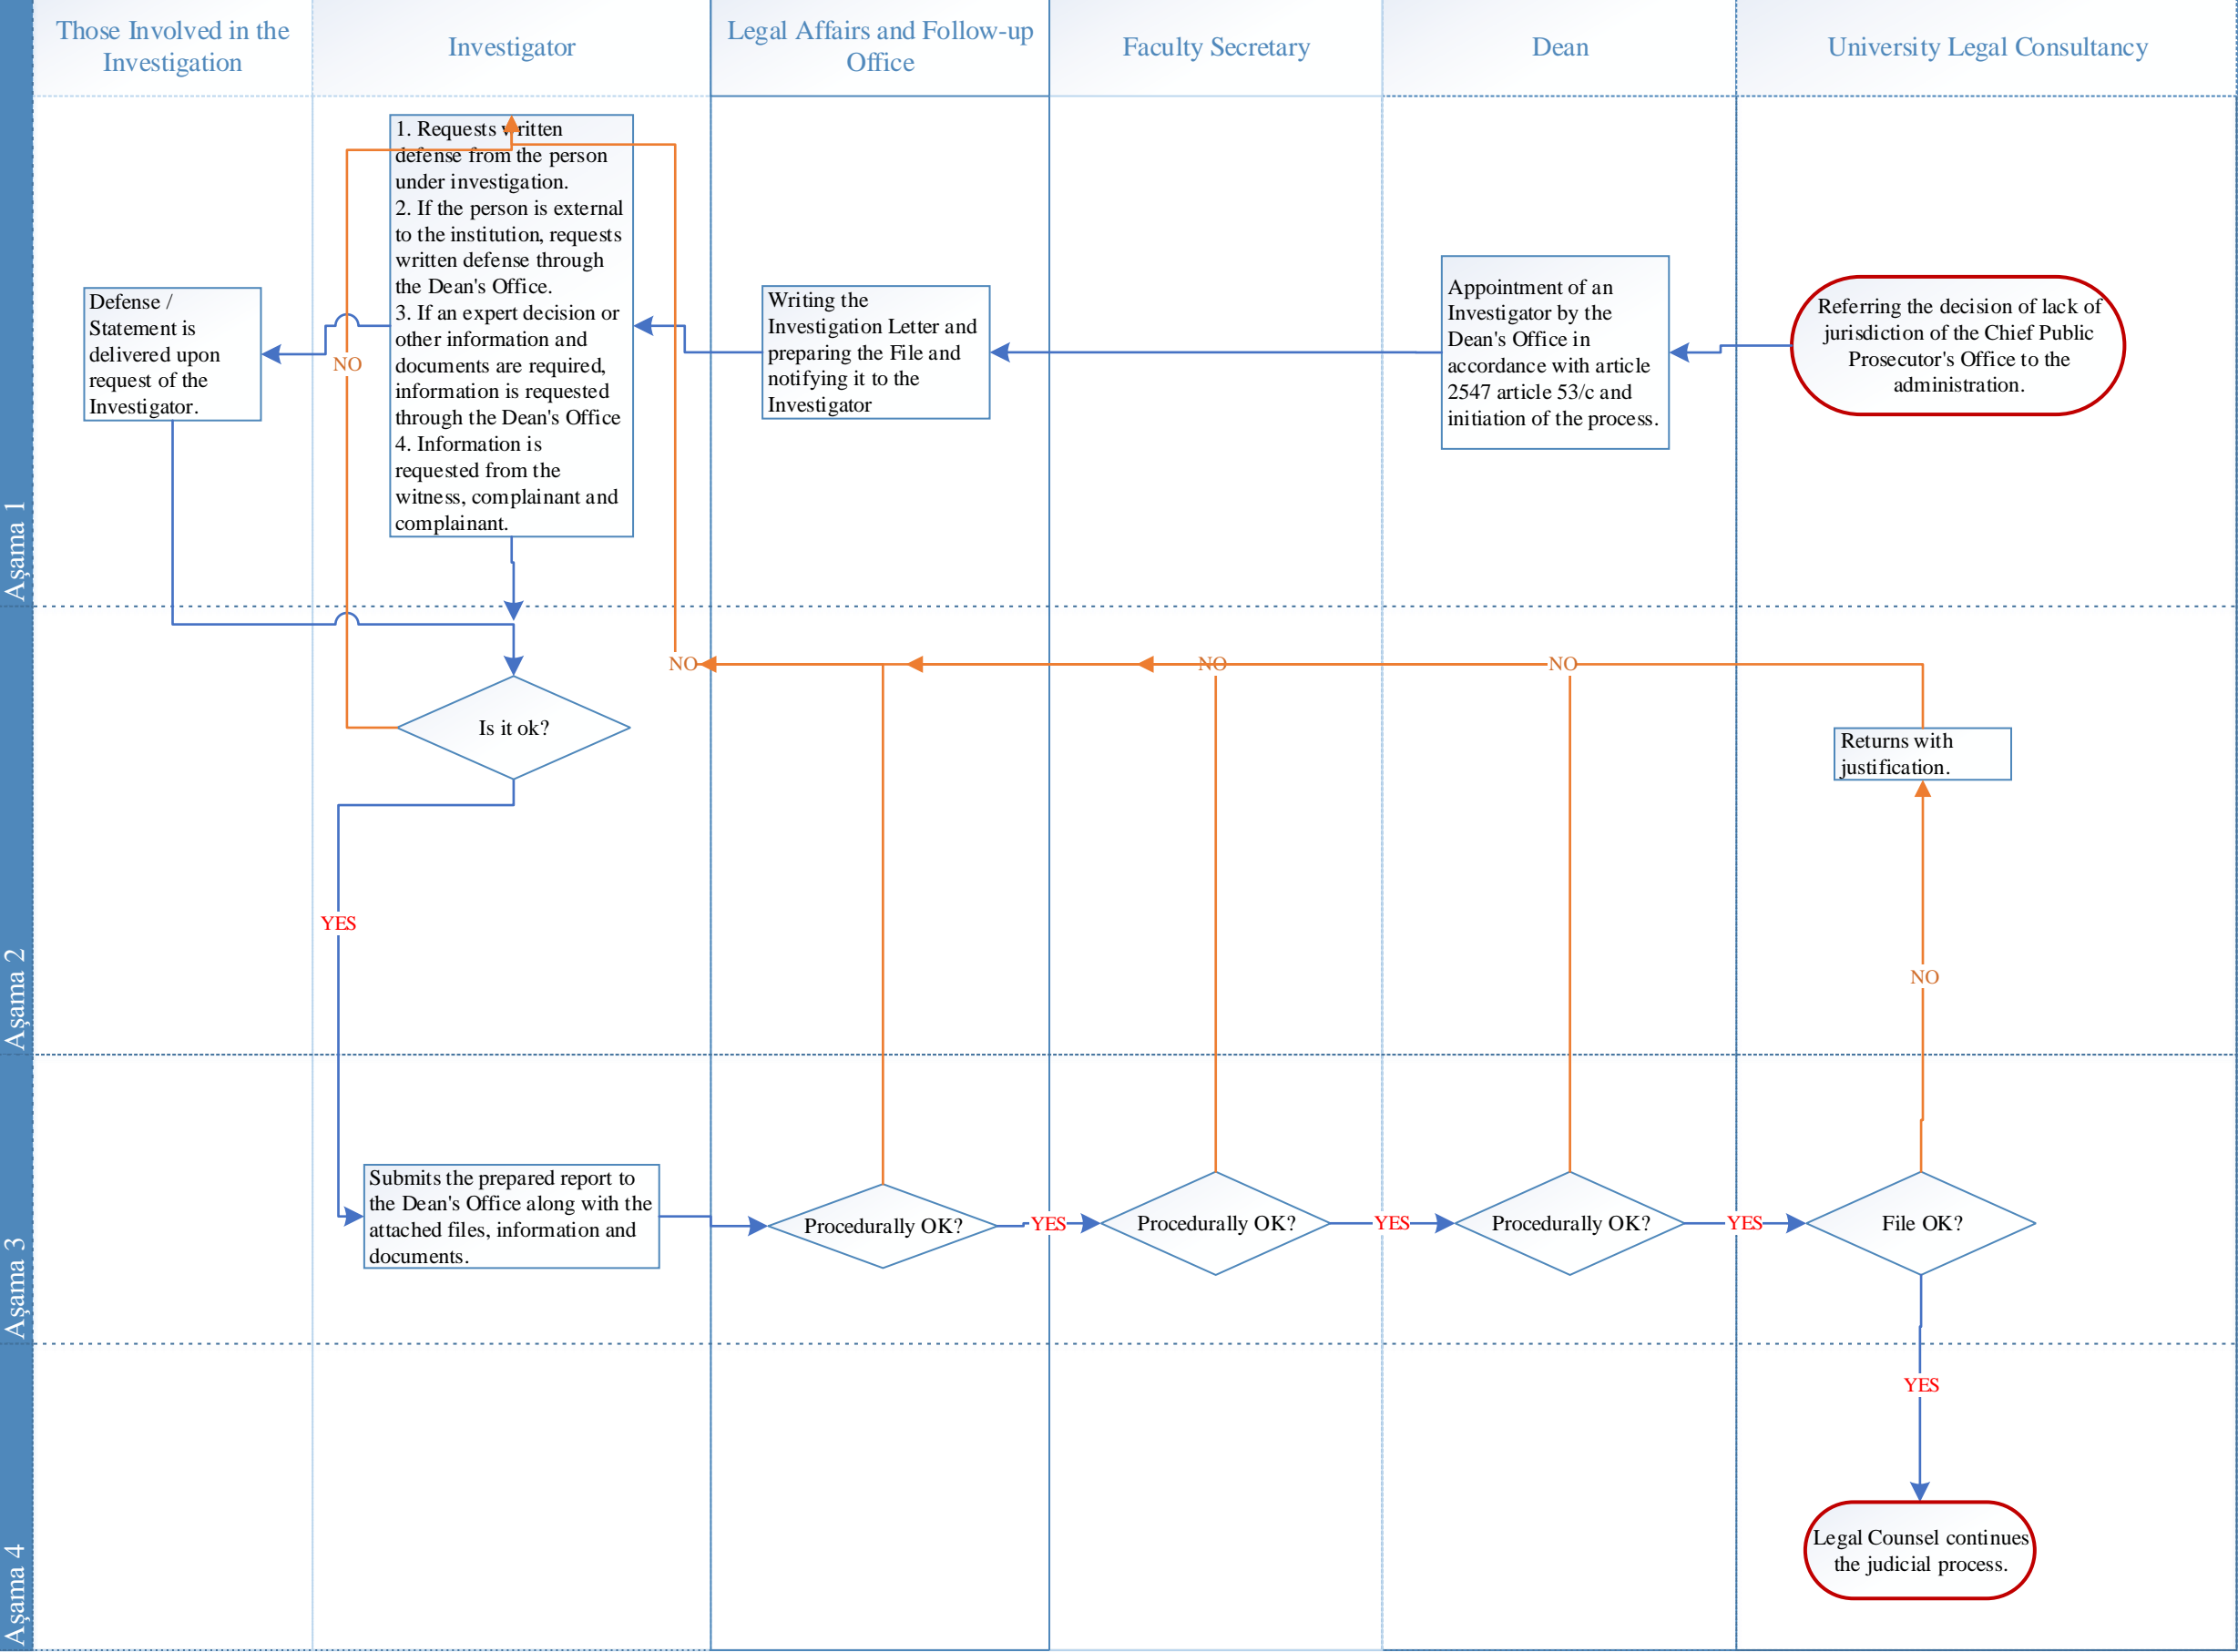 Those Involved in the
Investigation
Investigator
Legal Affairs and Follow-up
Office
Faculty Secretary
Dean
University Legal Consultancy
Aşama 1
Defense /
Statement is
delivered upon
request of the
Investigator.
NO
1. Requests written
defense from the person
under investigation.
2. If the person is external
to the institution, requests
written defense through
the Dean's Office.
3. If an expert decision or
other information and
documents are required,
information is requested
through the Dean's Office
4. Information is
requested from the
witness, complainant and
complainant.
Writing the
Investigation Letter and
preparing the File and
notifying it to the
Investigator
Appointment of an
Investigator by the
Dean's Office in
accordance with article
2547 article 53/c and
initiation of the process.
Referring the decision of lack of
jurisdiction of the Chief Public
Prosecutor's Office to the
administration.
Aşama 2
NO
NO
NO
Is it ok?
Returns with
justification.
YES
NO
Aşama 3
Submits the prepared report to
the Dean's Office along with the
attached files, information and
documents.
Procedurally OK?
YES
Procedurally OK?
YES
Procedurally OK?
YES
File OK?
Aşama 4
YES
Legal Counsel continues
the judicial process.